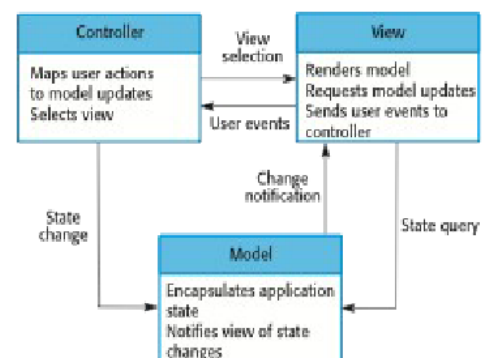 Controller
Maps user actions
to model updates
Selects view
View
selection
User events
View
Renders model
Requests model updates
Sends user events to
controller
Change
notification
State
change
State query
Model
Encapsulates application
state
Notifies view of state
changes